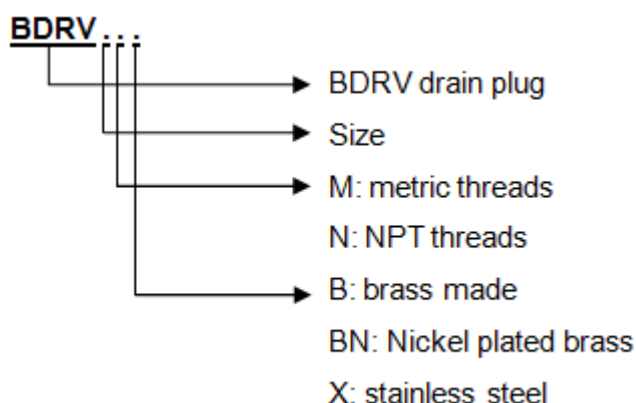 BDRV...
BDRV drain plug
Size
M: metric threads
N: NPT threads
B: brass made
BN: Nickel plated brass
X: stainless steel